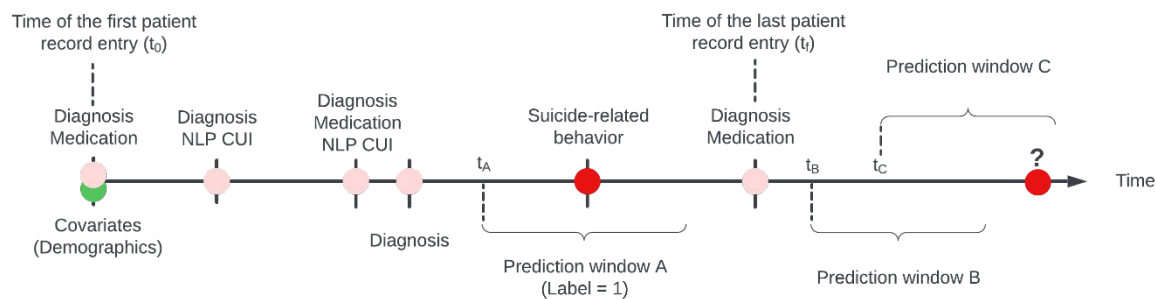 Time of the first patient
record entry (t0)
Time of the last patient
record entry (tf)
Prediction window C
Diagnosis
Medication
Diagnosis
NLP CUI
Diagnosis
Medication
NLP CUI
Suicide-related
behavior
Diagnosis
Medication
tA
tB
tC
?
Time
Covariates
(Demographics)
Diagnosis
Prediction window A
(Label = 1)
Prediction window B